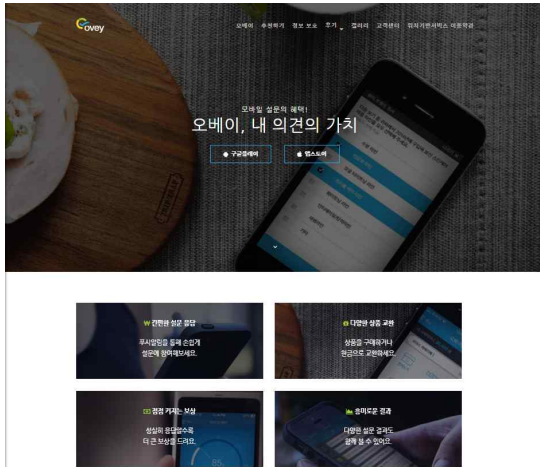 Ovey
오베이 추천하기 정보 보호 후기 갤러리 고객센터 위치기반서비스 이용약관
모바일 설문의 혜택!
오베이, 내 의견의 가치
구글플레이
앱스토어
간편한 설문 응답
푸시알림을 통해 손쉽게
설문에 참여해보세요.
다양한 상품 교환
상품을 구매하거나
현금으로 교환하세요.
점점 커지는 보상
성실히 응답할수록
더 큰 보상을 드려요.
흥미로운 결과
다양한 설문 결과도
함께 볼 수 있어요.